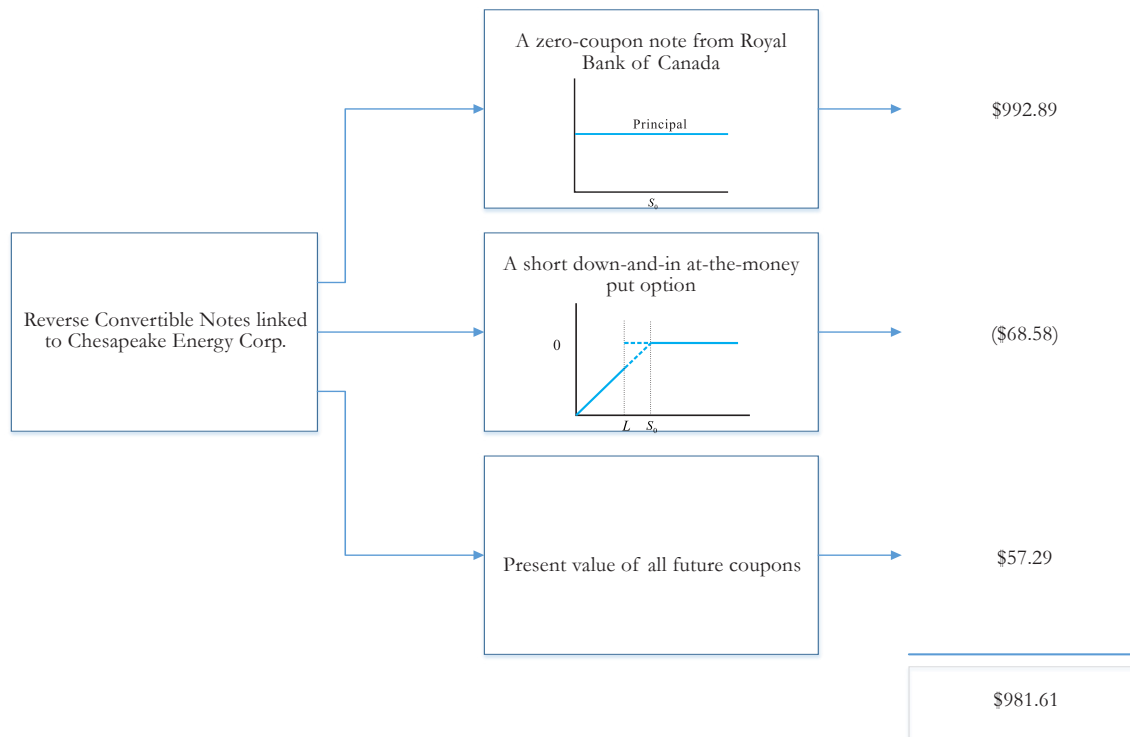 A zero-coupon note from Royal
Bank of Canada
Principal
S₀
$992.89
Reverse Convertible Notes linked
to Chesapeake Energy Corp.
A short down-and-in at-the-money
put option
0
L S₀
($68.58)
Present value of all future coupons
$57.29
$981.61